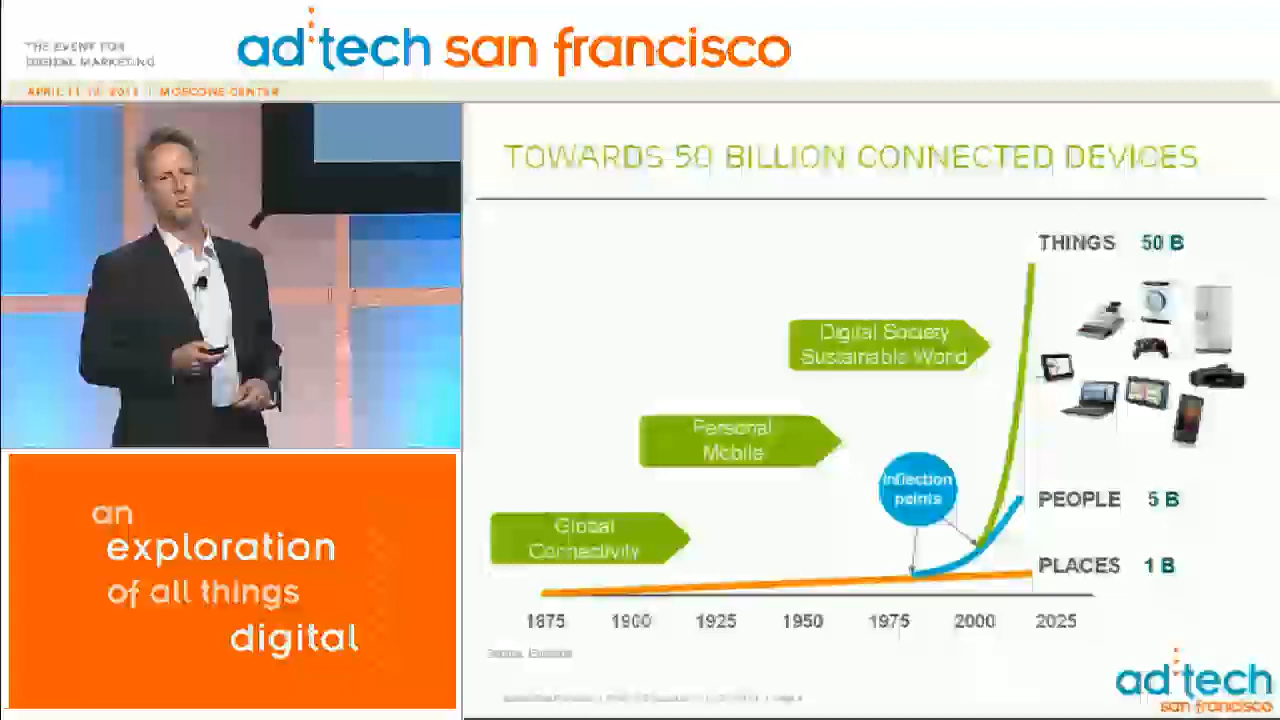 THE EVENT FOR
DIGITAL MARKETING
ad:tech san francisco
MOSCONE CENTER
TOWARDS 50 BILLION CONNECTED DEVICES
THINGS 50 B
Digital Society
Sustainable World
Personal
Mobile
Inflection
points
PEOPLE 5 B
Global
Connectivity
PLACES 1 B
1875 1900 1925 1950 1975 2000 2025
an
exploration
of all things
digital
ad:tech
san francisco